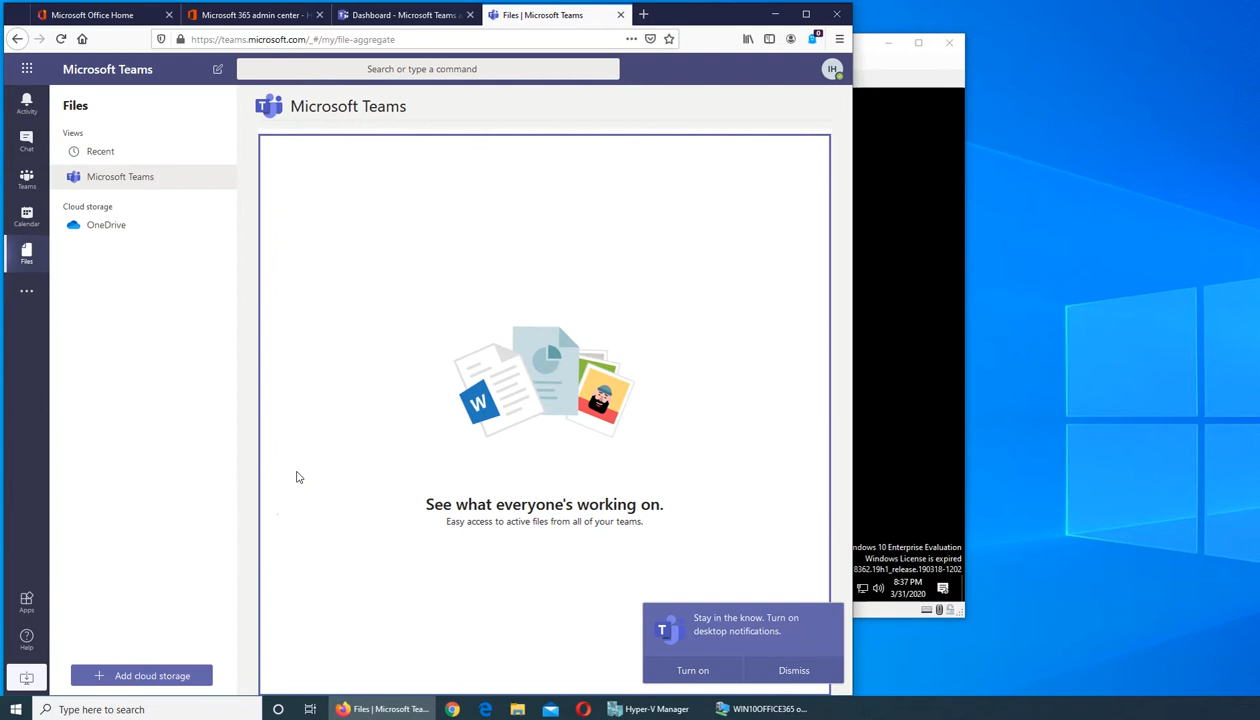 Microsoft Office Home
Microsoft 365 admin center - H
Dashboard - Microsoft Teams a
Files | Microsoft Teams
https://teams.microsoft.com/_#/my/file-aggregate
0
Microsoft Teams
Search or type a command
IH
Activity
Chat
Teams
Calendar
Files
Apps
Help
Files
Views
Recent
Microsoft Teams
Cloud storage
OneDrive
Add cloud storage
T
Microsoft Teams
W
See what everyone's working on.
Easy access to active files from all of your teams.
T
Stay in the know. Turn on
desktop notifications.
Turn on
Dismiss
ndows 10 Enterprise Evaluation
Windows License is expired
8362.19h1_release.190318-1202
8:37 PM
3/31/2020
Type here to search
Files | Microsoft Tea...
Hyper-V Manager
WIN10OFFICE365 o...